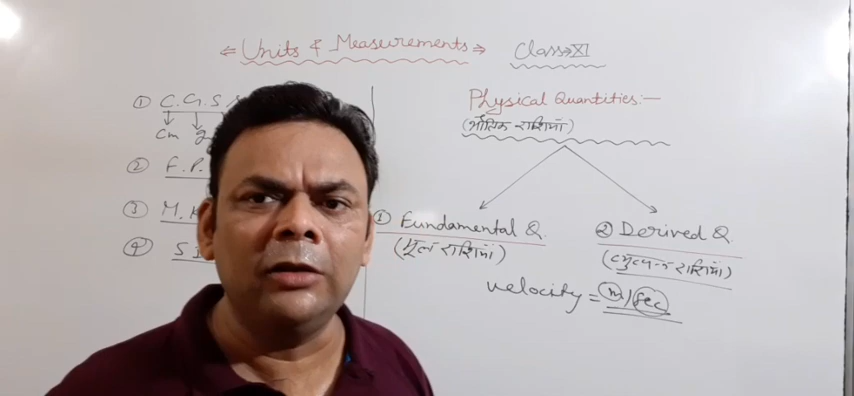 ⇐ Units & Measurements ⇒ Class → XI
① C. G. S
cm g
② F. P.
③ M.
④ S I
Physical Quantities:—
(भौतिक राशियाँ)
① Fundamental Q.
(मूल राशियाँ)
② Derived Q.
(व्युत्पन्न राशियाँ)
velocity = m/sec